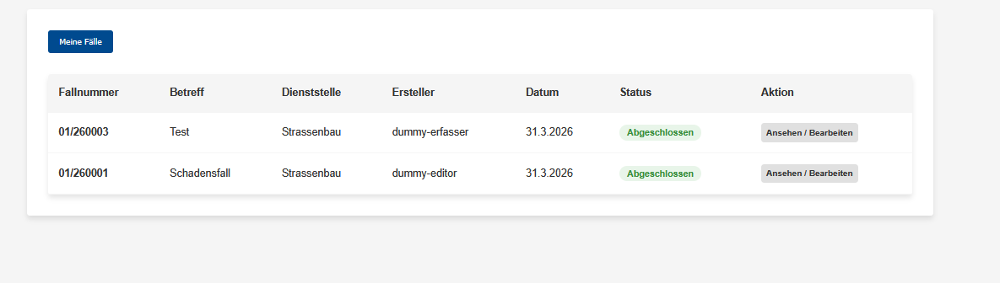 Meine Fälle
Fallnummer Betreff Dienststelle Ersteller Datum Status Aktion
01/260003 Test Strassenbau dummy-erfasser 31.3.2026 Abgeschlossen Ansehen / Bearbeiten
01/260001 Schadensfall Strassenbau dummy-editor 31.3.2026 Abgeschlossen Ansehen / Bearbeiten